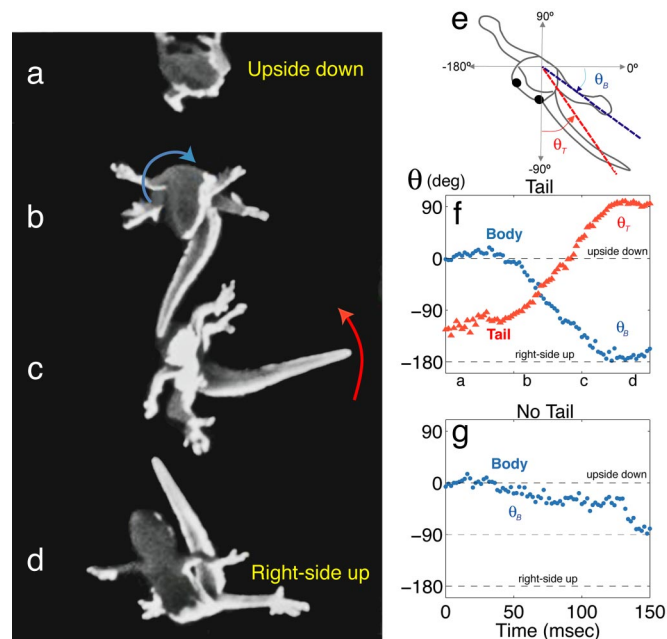 a
Upside down
b
c
d
Right-side up
e
90º
-180º
0º
θB
θT
-90º
Tail
θ (deg)
f
90
Body
θT
upside down
0
−90
Tail
θB
right-side up
−180
a
b
c
d
No Tail
g
90
Body
upside down
0
θB
−90
right-side up
−180
0
50
100
150
Time (msec)